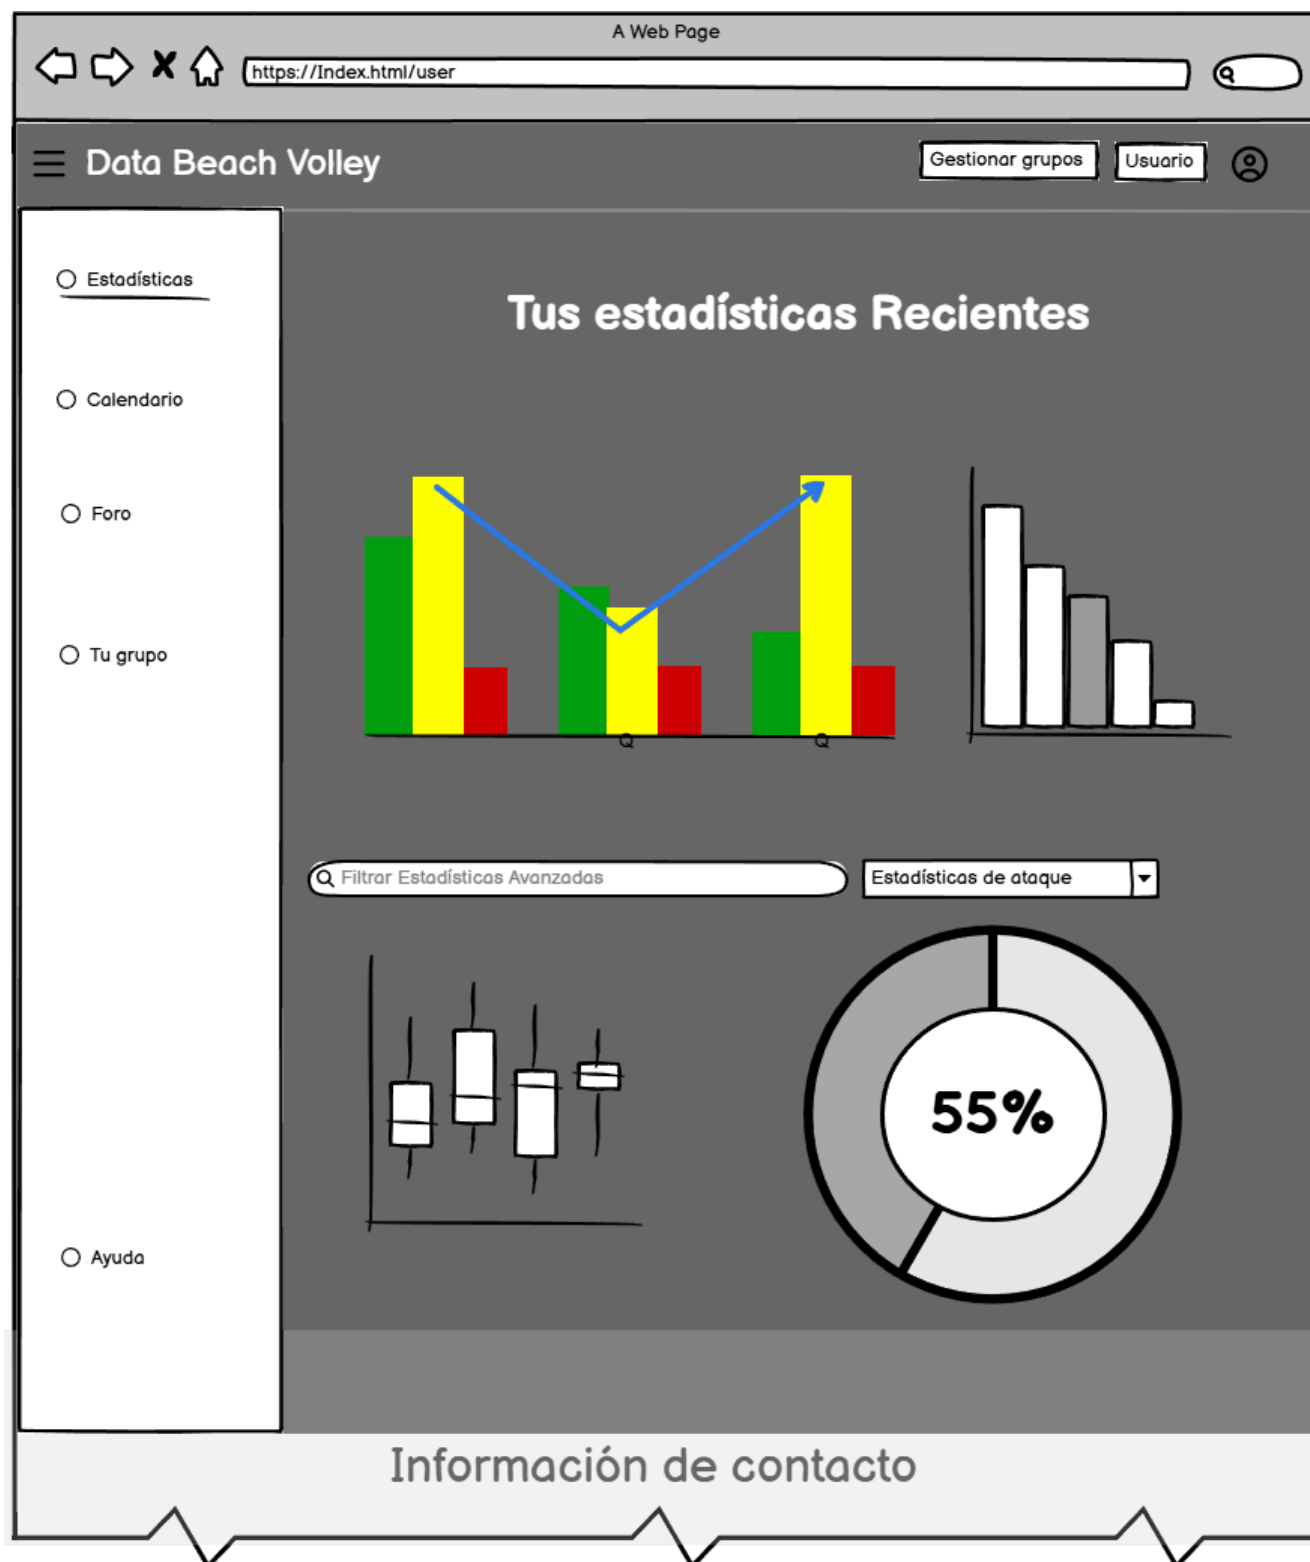 A Web Page
https://Index.html/user
Data Beach Volley
Gestionar grupos
Usuario
Estadísticas
Calendario
Foro
Tu grupo
Ayuda
Tus estadísticas Recientes
Q
Q
Filtrar Estadísticas Avanzadas
Estadísticas de ataque
55%
Información de contacto